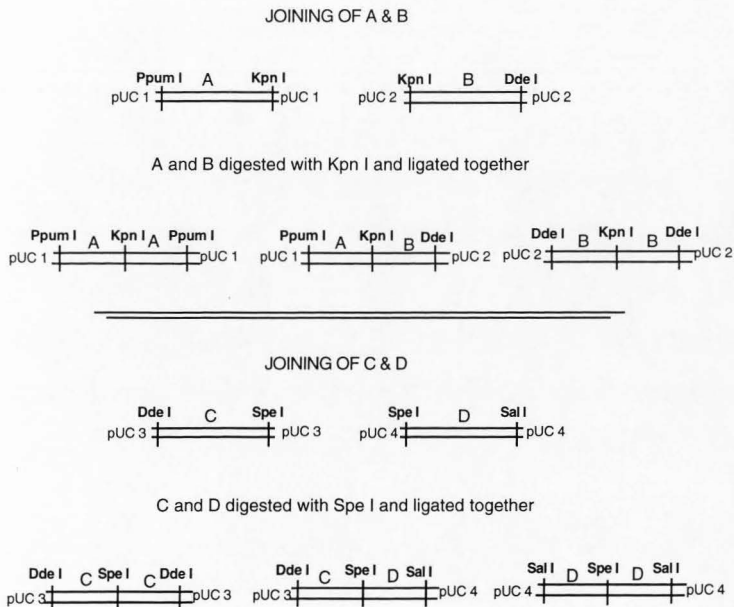 JOINING OF A & B
Ppum I A Kpn I Kpn I B Dde I
pUC 1 pUC 1 pUC 2 pUC 2
A and B digested with Kpn I and ligated together
Ppum I A Kpn I A Ppum I Ppum I A Kpn I B Dde I Dde I B Kpn I B Dde I
pUC 1 pUC 1 pUC 1 pUC 2 pUC 2 pUC 2
JOINING OF C & D
Dde I C Spe I Spe I D Sal I
pUC 3 pUC 3 pUC 4 pUC 4
C and D digested with Spe I and ligated together
Dde I C Spe I C Dde I Dde I C Spe I D Sal I Sal I D Spe I D Sal I
pUC 3 pUC 3 pUC 3 pUC 4 pUC 4 pUC 4